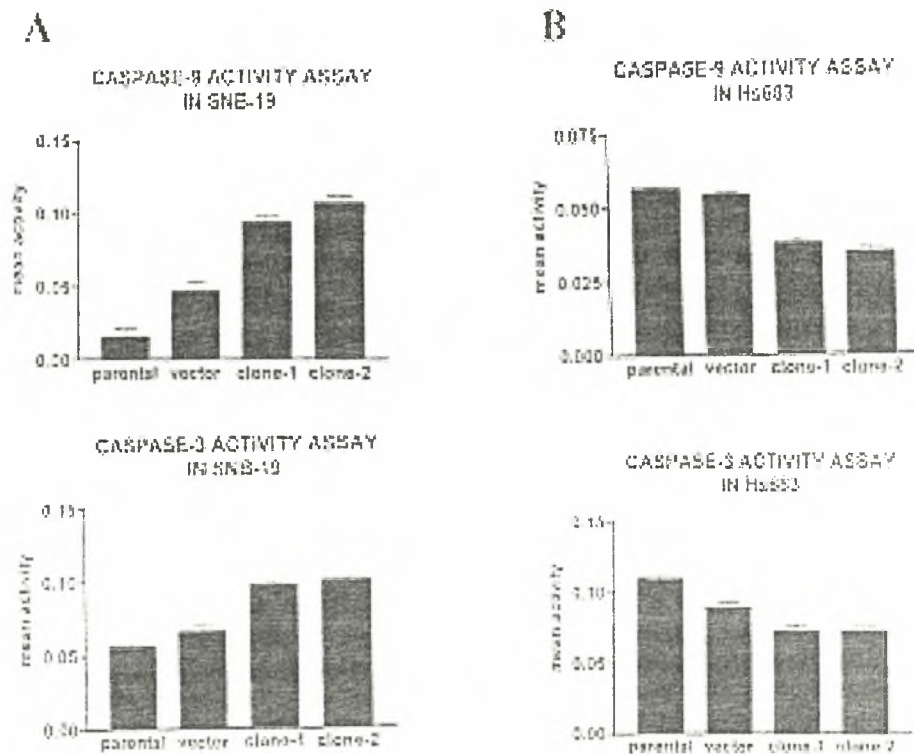 A
CASPASE-9 ACTIVITY ASSAY
IN SNB-19
mean activity
0.15
0.10
0.05
0.00
parental vector clone-1 clone-2
CASPASE-3 ACTIVITY ASSAY
IN SNB-19
mean activity
0.15
0.10
0.05
0.00
parental vector clone-1 clone-2
B
CASPASE-9 ACTIVITY ASSAY
IN Hs683
mean activity
0.075
0.050
0.025
0.000
parental vector clone-1 clone-2
CASPASE-3 ACTIVITY ASSAY
IN Hs683
mean activity
0.15
0.10
0.05
0.00
parental vector clone-1 clone-2